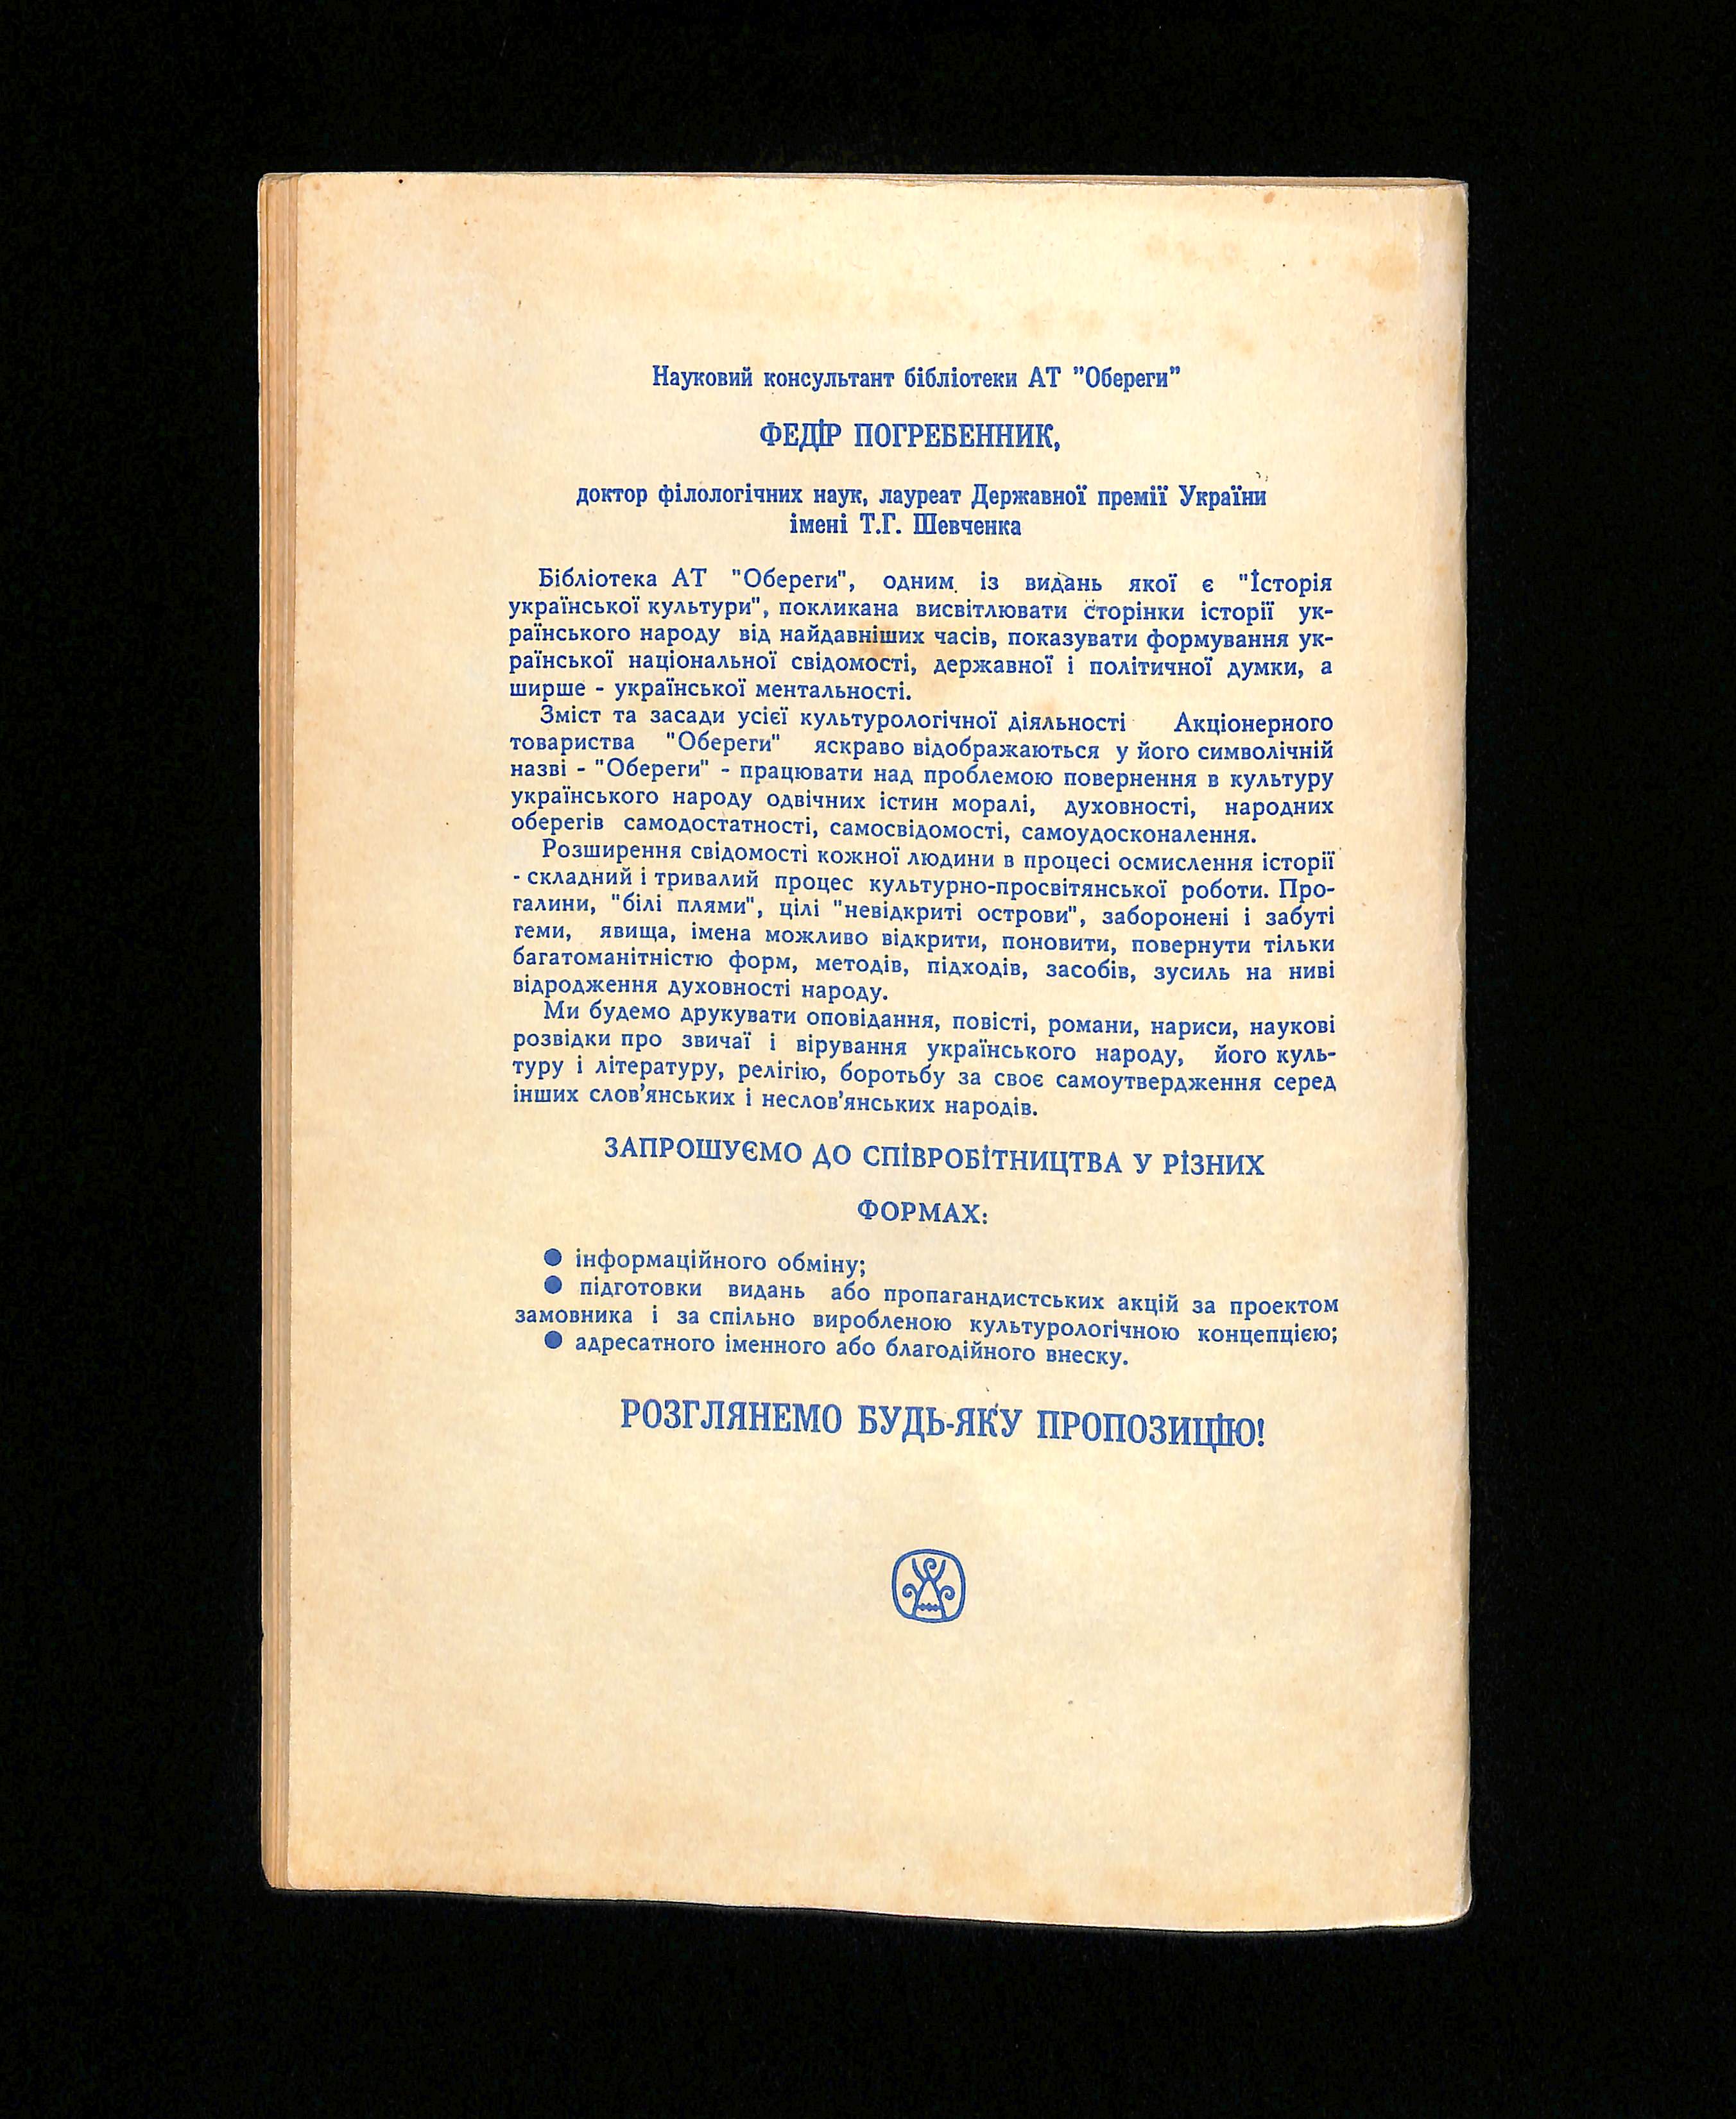 Науковий консультант бібліотеки АТ "Обереги"
ФЕДІР ПОГРЕБЕННИК,
доктор філологічних наук, лауреат Державної премії України
імені Т.Г. Шевченка
Бібліотека АТ "Обереги", одним із видань якої є "Історія
української культури", покликана висвітлювати сторінки історії ук-
раїнського народу від найдавніших часів, показувати формування ук-
раїнської національної свідомості, державної і політичної думки, а
ширше - української ментальності.
Зміст та засади усієї культурологічної діяльності Акціонерного
товариства "Обереги" яскраво відображаються у його символічній
назві - "Обереги" - працювати над проблемою повернення в культуру
українського народу одвічних істин моралі, духовності, народних
оберегів самодостатності, самосвідомості, самоудосконалення.
Розширення свідомості кожної людини в процесі осмислення історії
- складний і тривалий процес культурно-просвітянської роботи. Про-
галини, "білі плями", цілі "невідкриті острови", заборонені і забуті
теми, явища, імена можливо відкрити, поновити, повернути тільки
багатоманітністю форм, методів, підходів, засобів, зусиль на ниві
відродження духовності народу.
Ми будемо друкувати оповідання, повісті, романи, нариси, наукові
розвідки про звичаї і вірування українського народу, його куль-
туру і літературу, релігію, боротьбу за своє самоутвердження серед
інших слов'янських і неслов'янських народів.
ЗАПРОШУЄМО ДО СПІВРОБІТНИЦТВА У РІЗНИХ
ФОРМАХ:
● інформаційного обміну;
● підготовки видань або пропагандистських акцій за проектом
замовника і за спільно виробленою культурологічною концепцією;
● адресатного іменного або благодійного внеску.
РОЗГЛЯНЕМО БУДЬ-ЯКУ ПРОПОЗИЦІЮ!